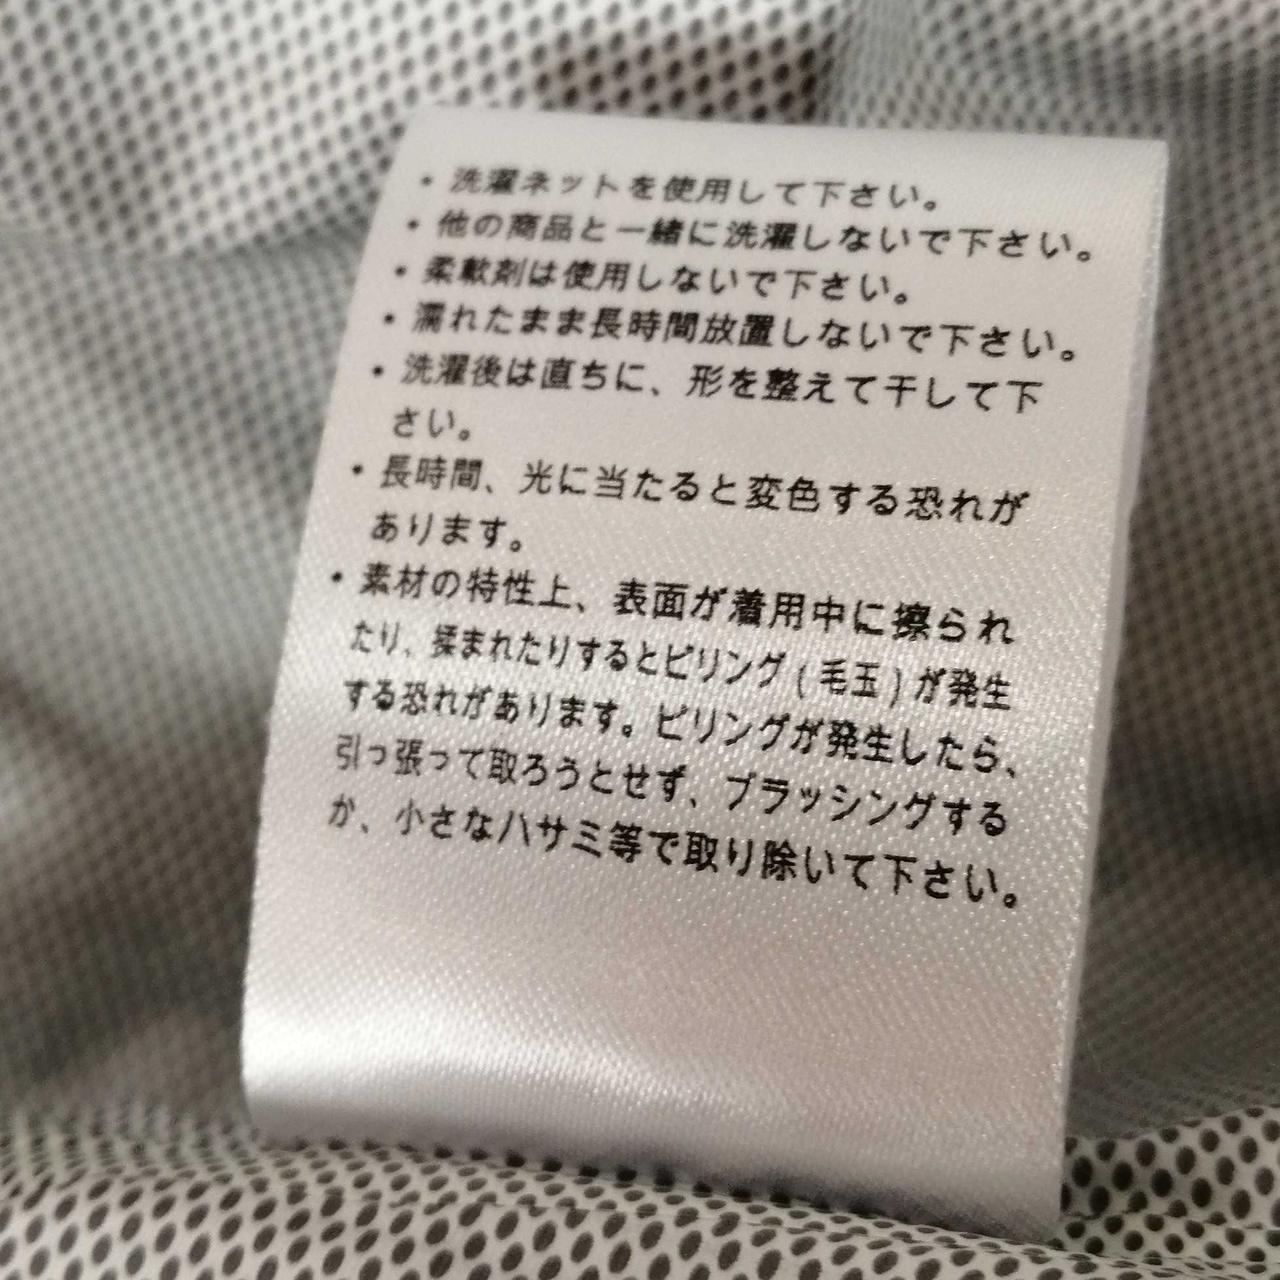 ・洗濯ネットを使用して下さい。
・他の商品と一緒に洗濯しないで下さい。
・柔軟剤は使用しないで下さい。
・濡れたまま長時間放置しないで下さい。
・洗濯後は直ちに、形を整えて干して下
さい。
・長時間、光に当たると変色する恐れが
あります。
・素材の特性上、表面が着用中に擦られ
たり、揉まれたりするとピリング(毛玉)が発生
する恐れがあります。ピリングが発生したら、
引っ張って取ろうとせず、ブラッシングする
か、小さなハサミ等で取り除いて下さい。